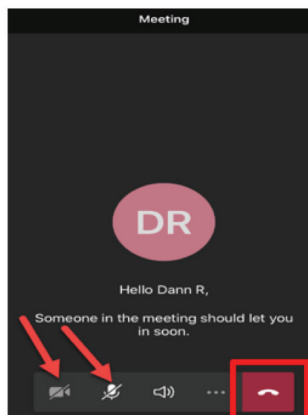 Meeting
DR
Hello Dann R,
Someone in the meeting should let you
in soon.